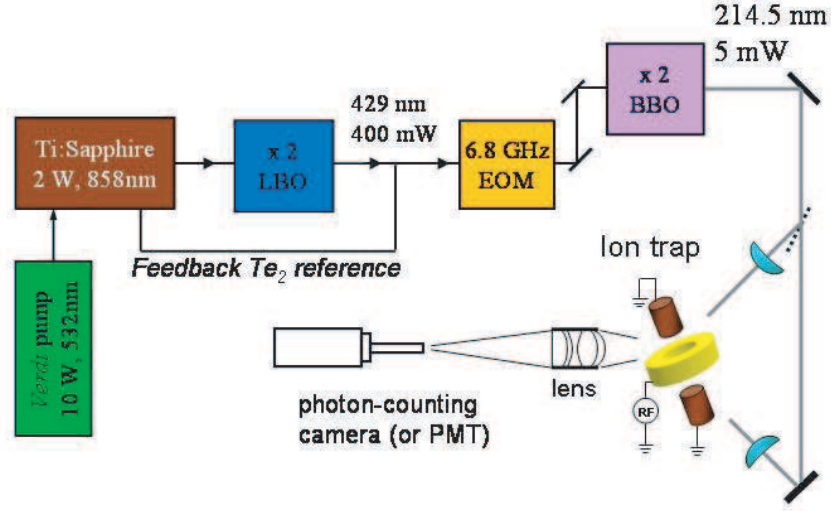 214.5 nm
5 mW
x 2
BBO
429 nm
400 mW
Ti:Sapphire
2 W, 858nm
x 2
LBO
6.8 GHz
EOM
Feedback Te2 reference
Ion trap
Verdi pump
10 W, 532nm
lens
RF
photon-counting
camera (or PMT)